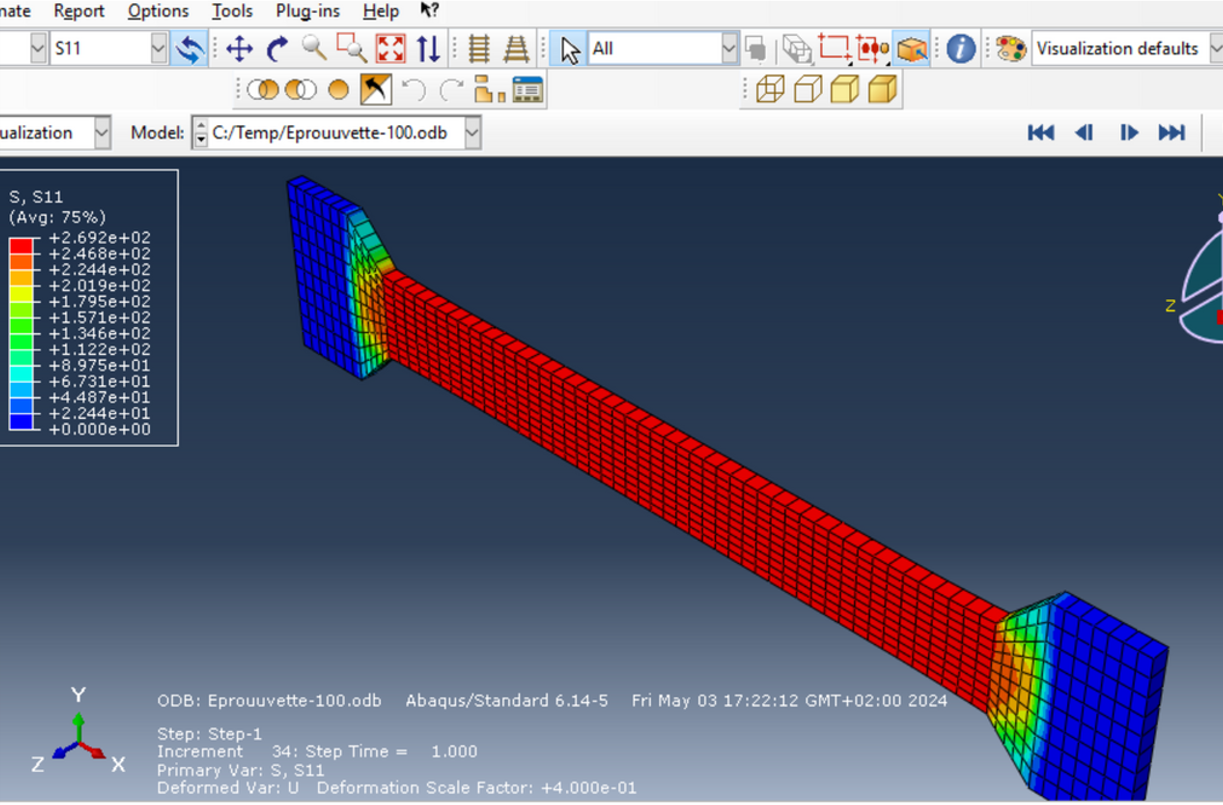 Report Options Tools Plug-ins Help
S11 All Visualization defaults
Model: C:/Temp/Eprouuvette-100.odb
S, S11
(Avg: 75%)
+2.692e+02
+2.468e+02
+2.244e+02
+2.019e+02
+1.795e+02
+1.571e+02
+1.346e+02
+1.122e+02
+8.975e+01
+6.731e+01
+4.487e+01
+2.244e+01
+0.000e+00
Z
Y
Z X
ODB: Eprouuvette-100.odb Abaqus/Standard 6.14-5 Fri May 03 17:22:12 GMT+02:00 2024
Step: Step-1
Increment 34: Step Time = 1.000
Primary Var: S, S11
Deformed Var: U Deformation Scale Factor: +4.000e-01